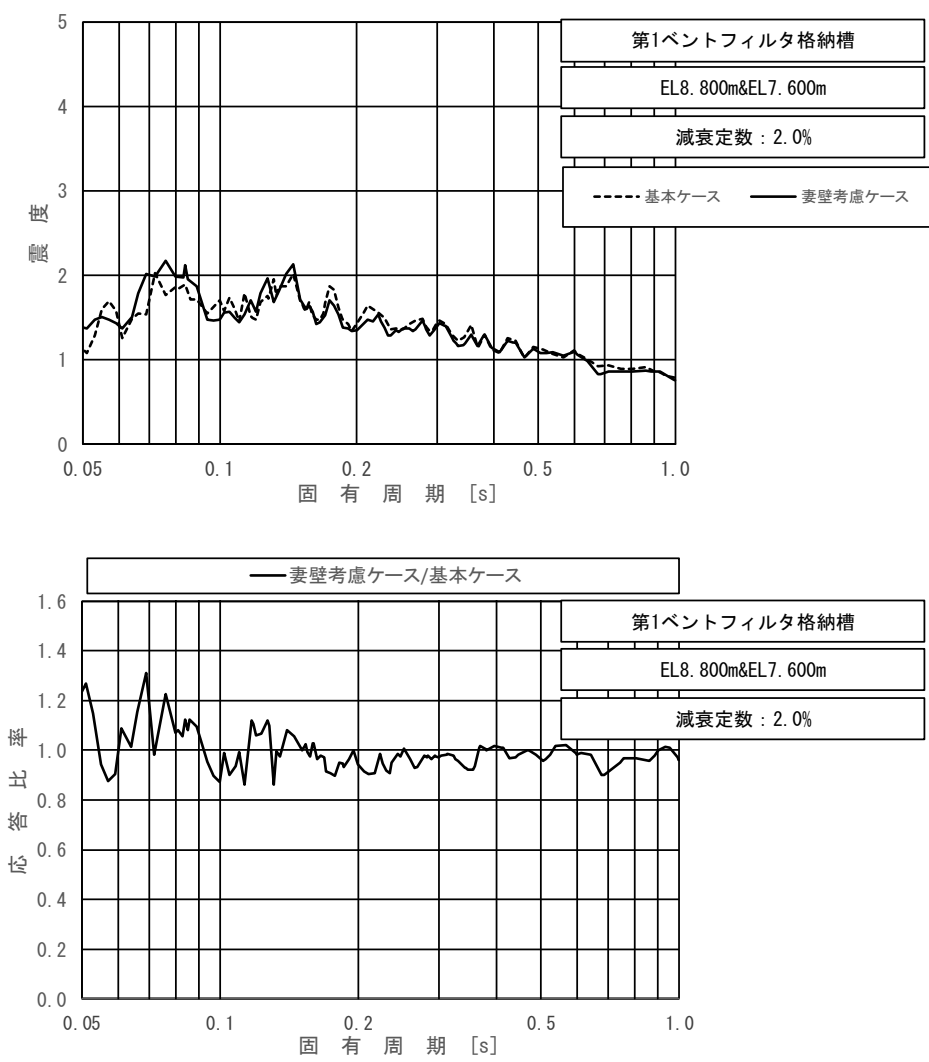 第1ベントフィルタ格納槽
EL8.800m&EL7.600m
減衰定数：2.0%
基本ケース 妻壁考慮ケース
5
4
3
2
1
0
震度
0.05 0.1 0.2 0.5 1.0
固有周期 [s]
妻壁考慮ケース/基本ケース
第1ベントフィルタ格納槽
EL8.800m&EL7.600m
減衰定数：2.0%
1.6
1.4
1.2
1.0
0.8
0.6
0.4
0.2
0.0
応答比率
0.05 0.1 0.2 0.5 1.0
固有周期 [s]